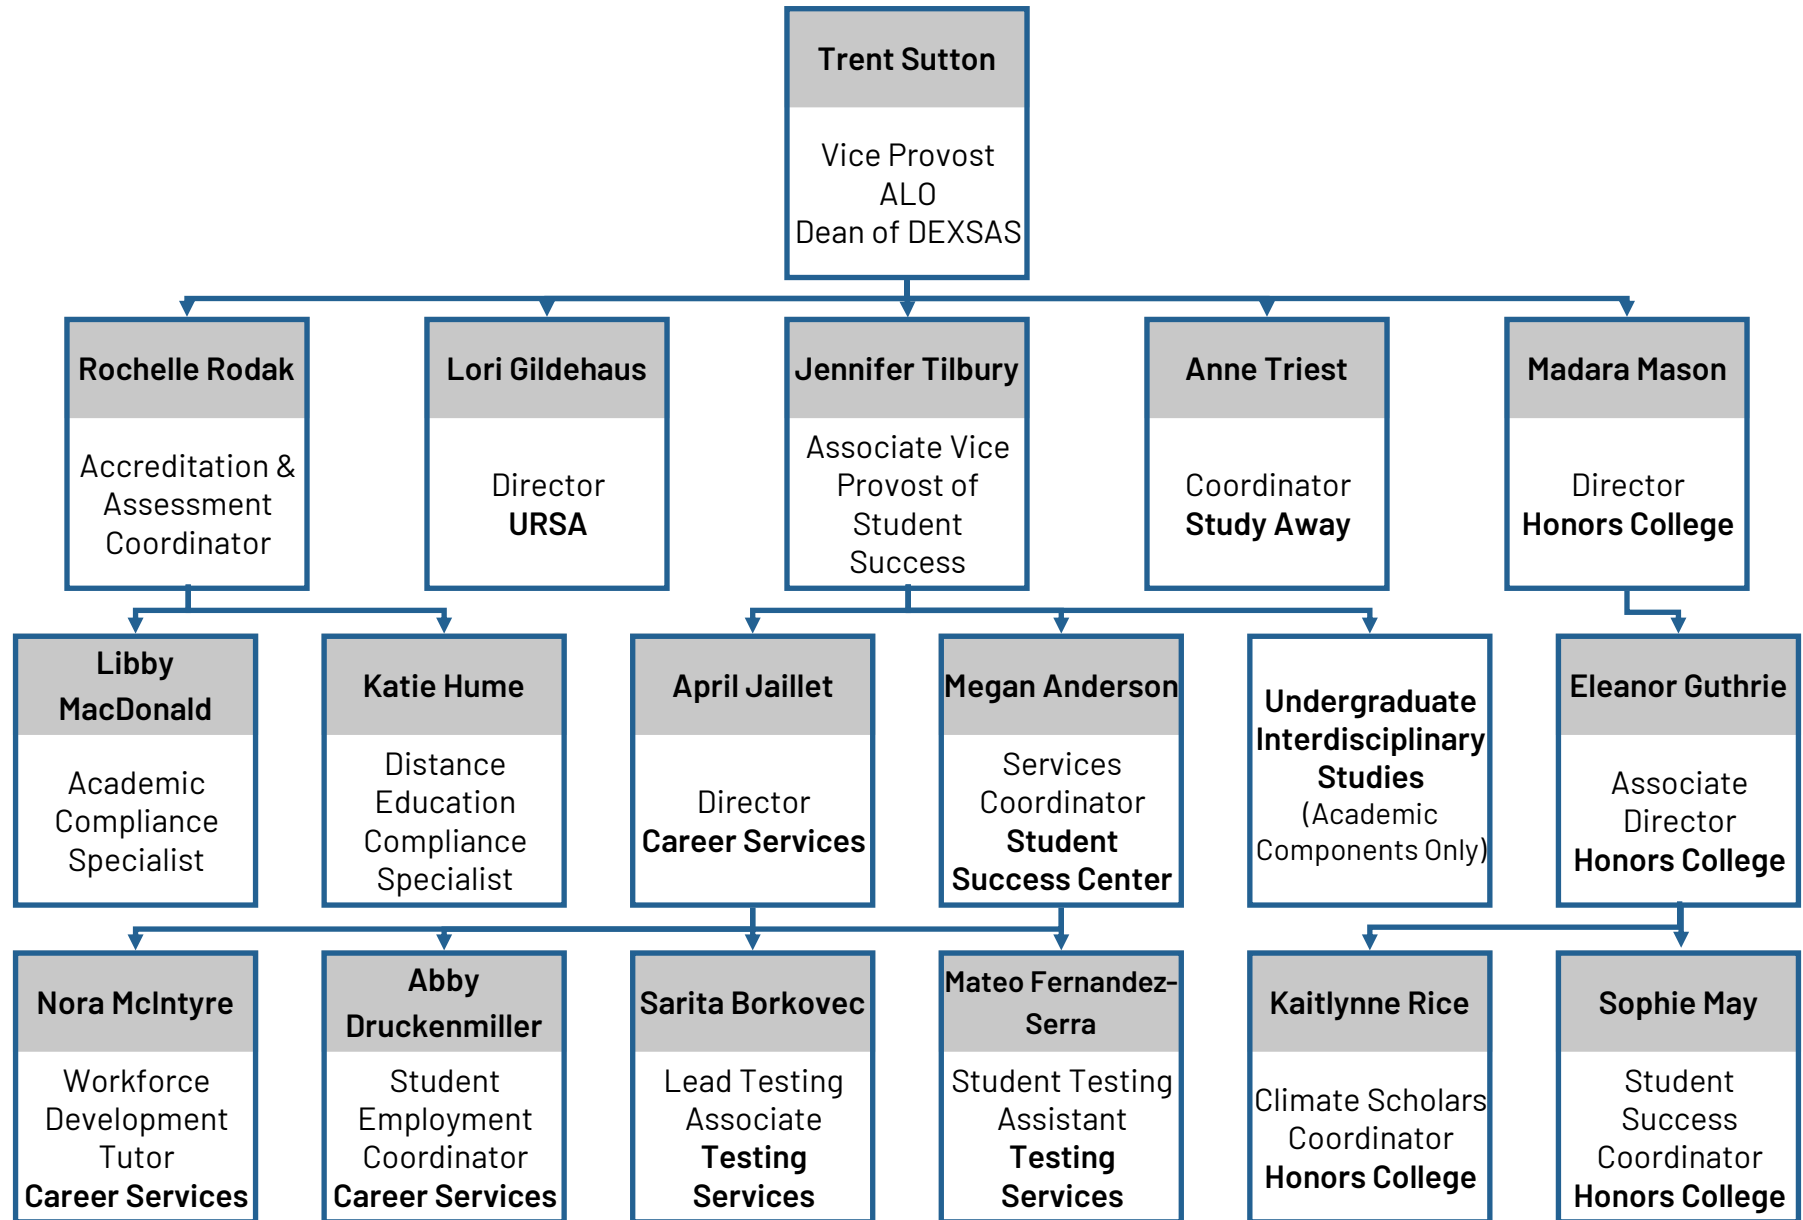 Trent Sutton
Vice Provost
ALO
Dean of DEXSAS
Rochelle Rodak
Accreditation &
Assessment
Coordinator
Lori Gildehaus
Director
URSA
Jennifer Tilbury
Associate Vice
Provost of
Student
Success
Anne Triest
Coordinator
Study Away
Madara Mason
Director
Honors College
Libby
MacDonald
Academic
Compliance
Specialist
Katie Hume
Distance
Education
Compliance
Specialist
April Jaillet
Director
Career Services
Megan Anderson
Services
Coordinator
Student
Success Center
Undergraduate
Interdisciplinary
Studies
(Academic
Components Only)
Eleanor Guthrie
Associate
Director
Honors College
Nora McIntyre
Workforce
Development
Tutor
Career Services
Abby
Druckenmiller
Student
Employment
Coordinator
Career Services
Sarita Borkovec
Lead Testing
Associate
Testing
Services
Mateo Fernandez-
Serra
Student Testing
Assistant
Testing
Services
Kaitlynne Rice
Climate Scholars
Coordinator
Honors College
Sophie May
Student
Success
Coordinator
Honors College